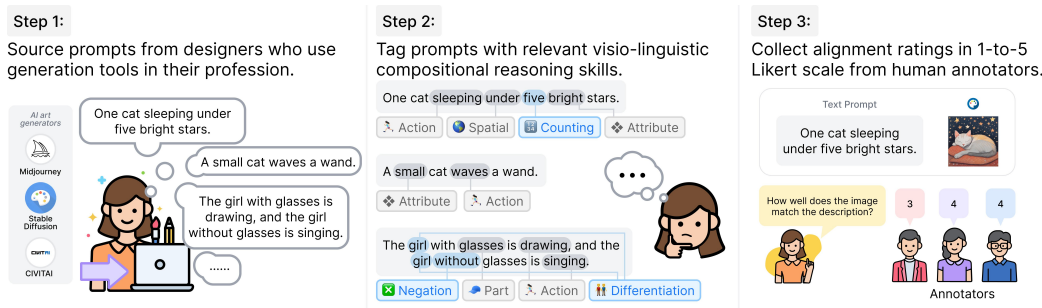 Step 1:
Source prompts from designers who use
generation tools in their profession.
AI art
generators
Midjourney
Stable
Diffusion
CIVITAI
CIVITAI
One cat sleeping under
five bright stars.
A small cat waves a wand.
The girl with glasses is
drawing, and the girl
without glasses is singing.
......
Step 2:
Tag prompts with relevant visio-linguistic
compositional reasoning skills.
One cat sleeping under five bright stars.
Action
Spatial
Counting
Attribute
A small cat waves a wand.
Attribute
Action
The girl with glasses is drawing, and the
girl without glasses is singing.
Negation
Part
Action
Differentiation
Step 3:
Collect alignment ratings in 1-to-5
Likert scale from human annotators.
Text Prompt
One cat sleeping
under five bright stars.
How well does the image
match the description?
3
4
4
Annotators